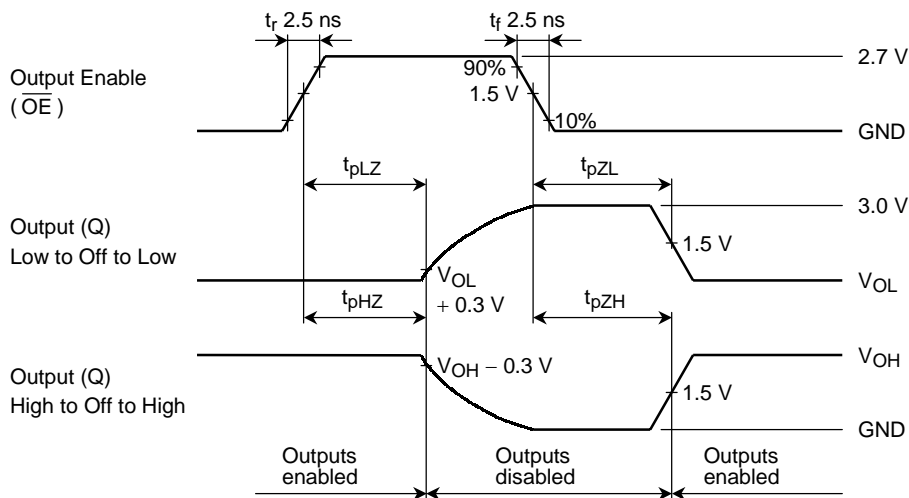 tr 2.5 ns
tf 2.5 ns
2.7 V
90%
Output Enable
( OE )
1.5 V
10%
GND
tpLZ
tpZL
3.0 V
Output (Q)
Low to Off to Low
1.5 V
VOL
+ 0.3 V
VOL
tpHZ
tpZH
VOH
VOH − 0.3 V
Output (Q)
High to Off to High
1.5 V
GND
Outputs
enabled
Outputs
disabled
Outputs
enabled